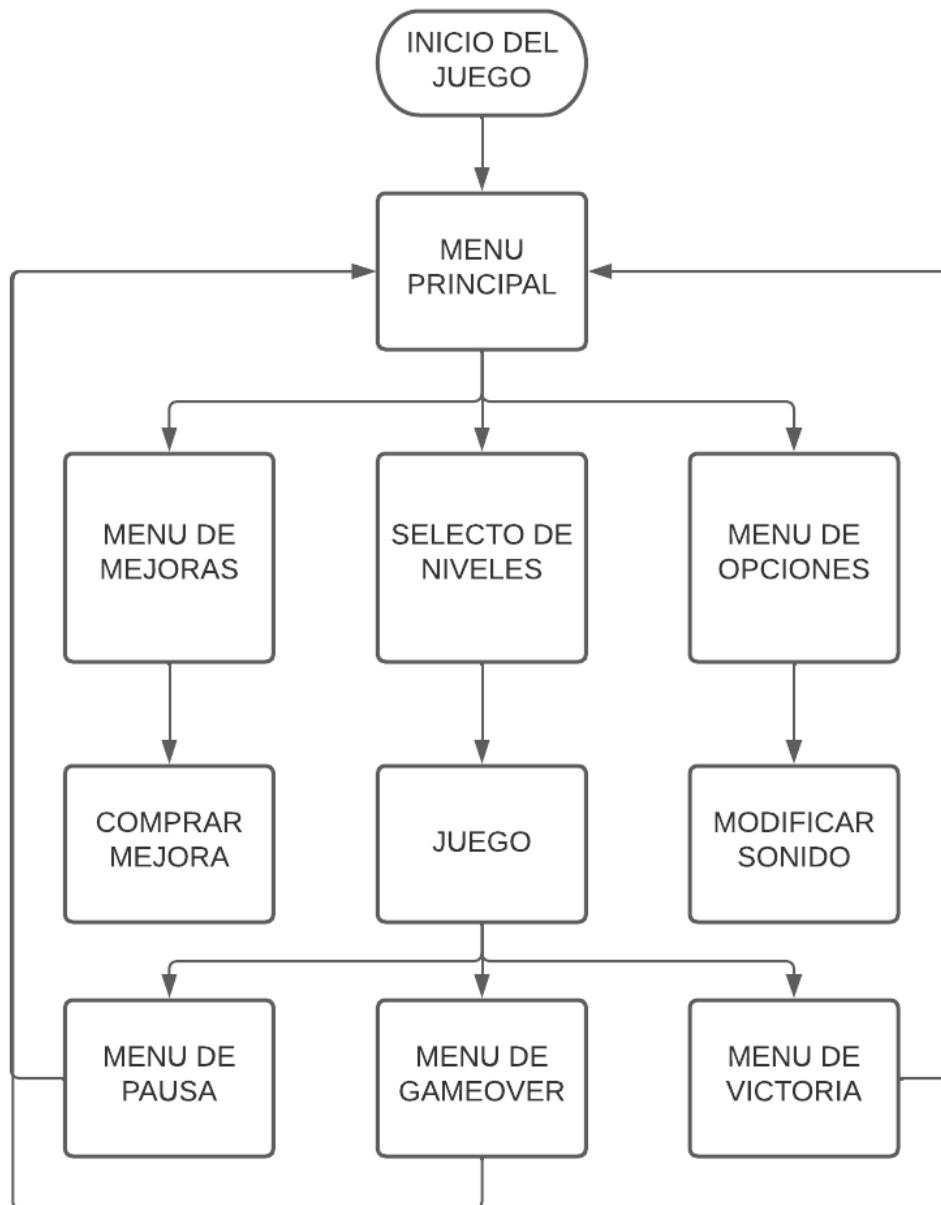 INICIO DEL
JUEGO
MENU
PRINCIPAL
MENU DE
MEJORAS
SELECTO DE
NIVELES
MENU DE
OPCIONES
COMPRAR
MEJORA
JUEGO
MODIFICAR
SONIDO
MENU DE
PAUSA
MENU DE
GAMEOVER
MENU DE
VICTORIA